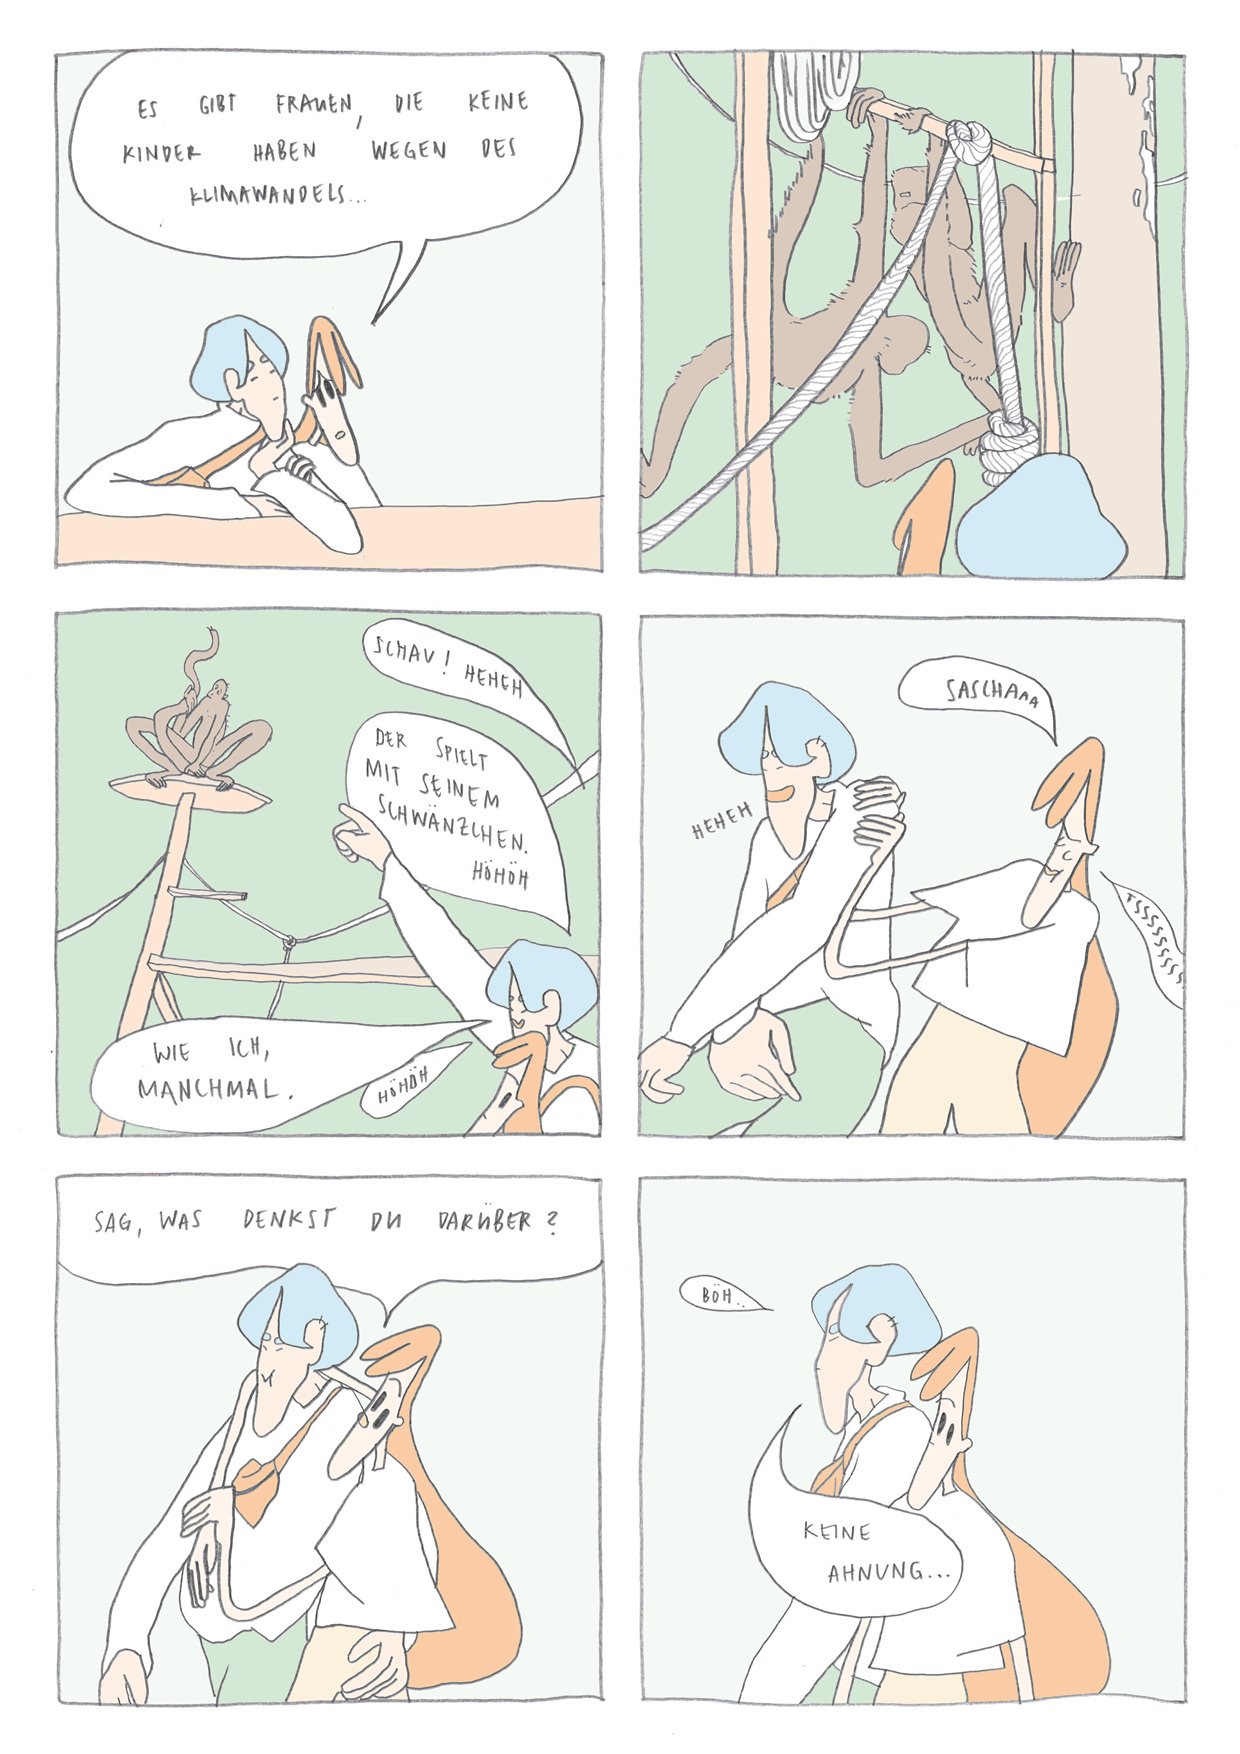 ES GIBT FRAUEN, DIE KEINE
KINDER HABEN WEGEN DES
KLIMAWANDELS...
SCHAU! HEHEH
DER SPIELT
MIT SEINEM
SCHWÄNZCHEN.
HÖHÖH
WIE ICH,
MANCHMAL.
HÖHÖH
SASCHAAA
HEHEH
TSSSSSSSSSS
SAG, WAS DENKST DU DARÜBER?
BÖH..
KEINE
AHNUNG...